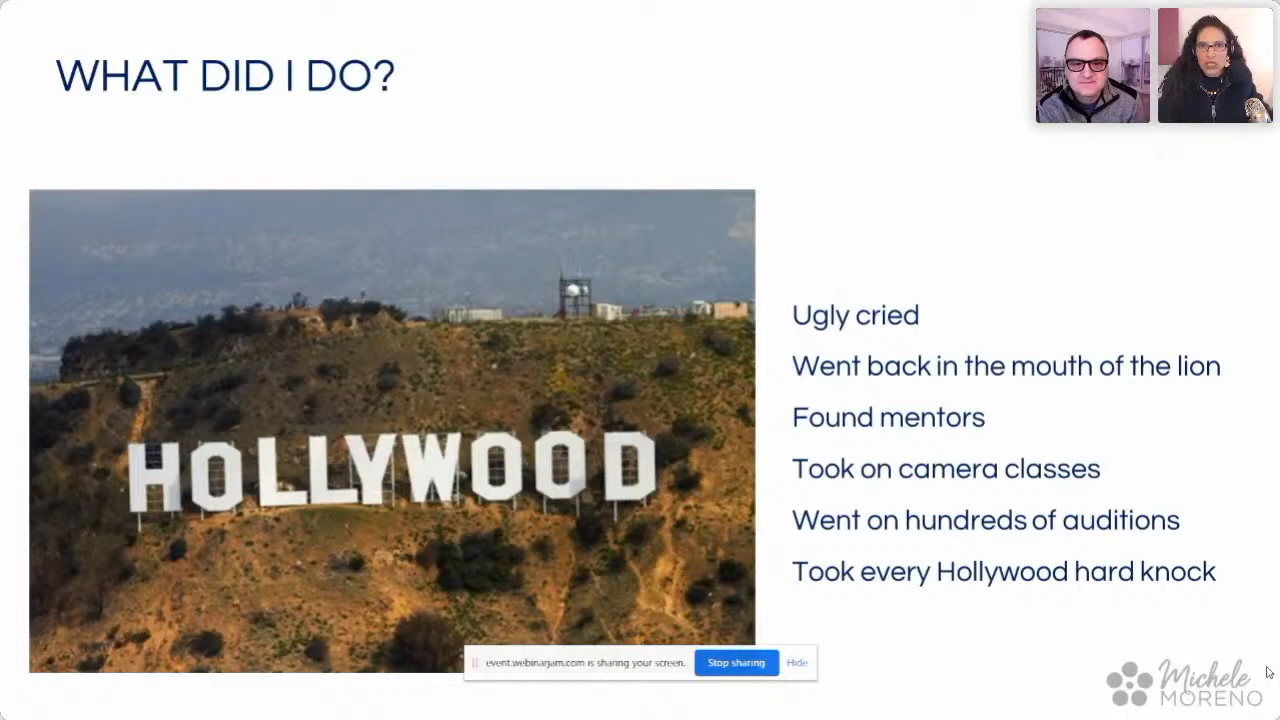 WHAT DID I DO?
HOLLYWOOD
Ugly cried
Went back in the mouth of the lion
Found mentors
Took on camera classes
Went on hundreds of auditions
Took every Hollywood hard knock
event.webinarjam.com is sharing your screen.
Stop sharing
Hide
Michele
MORENO